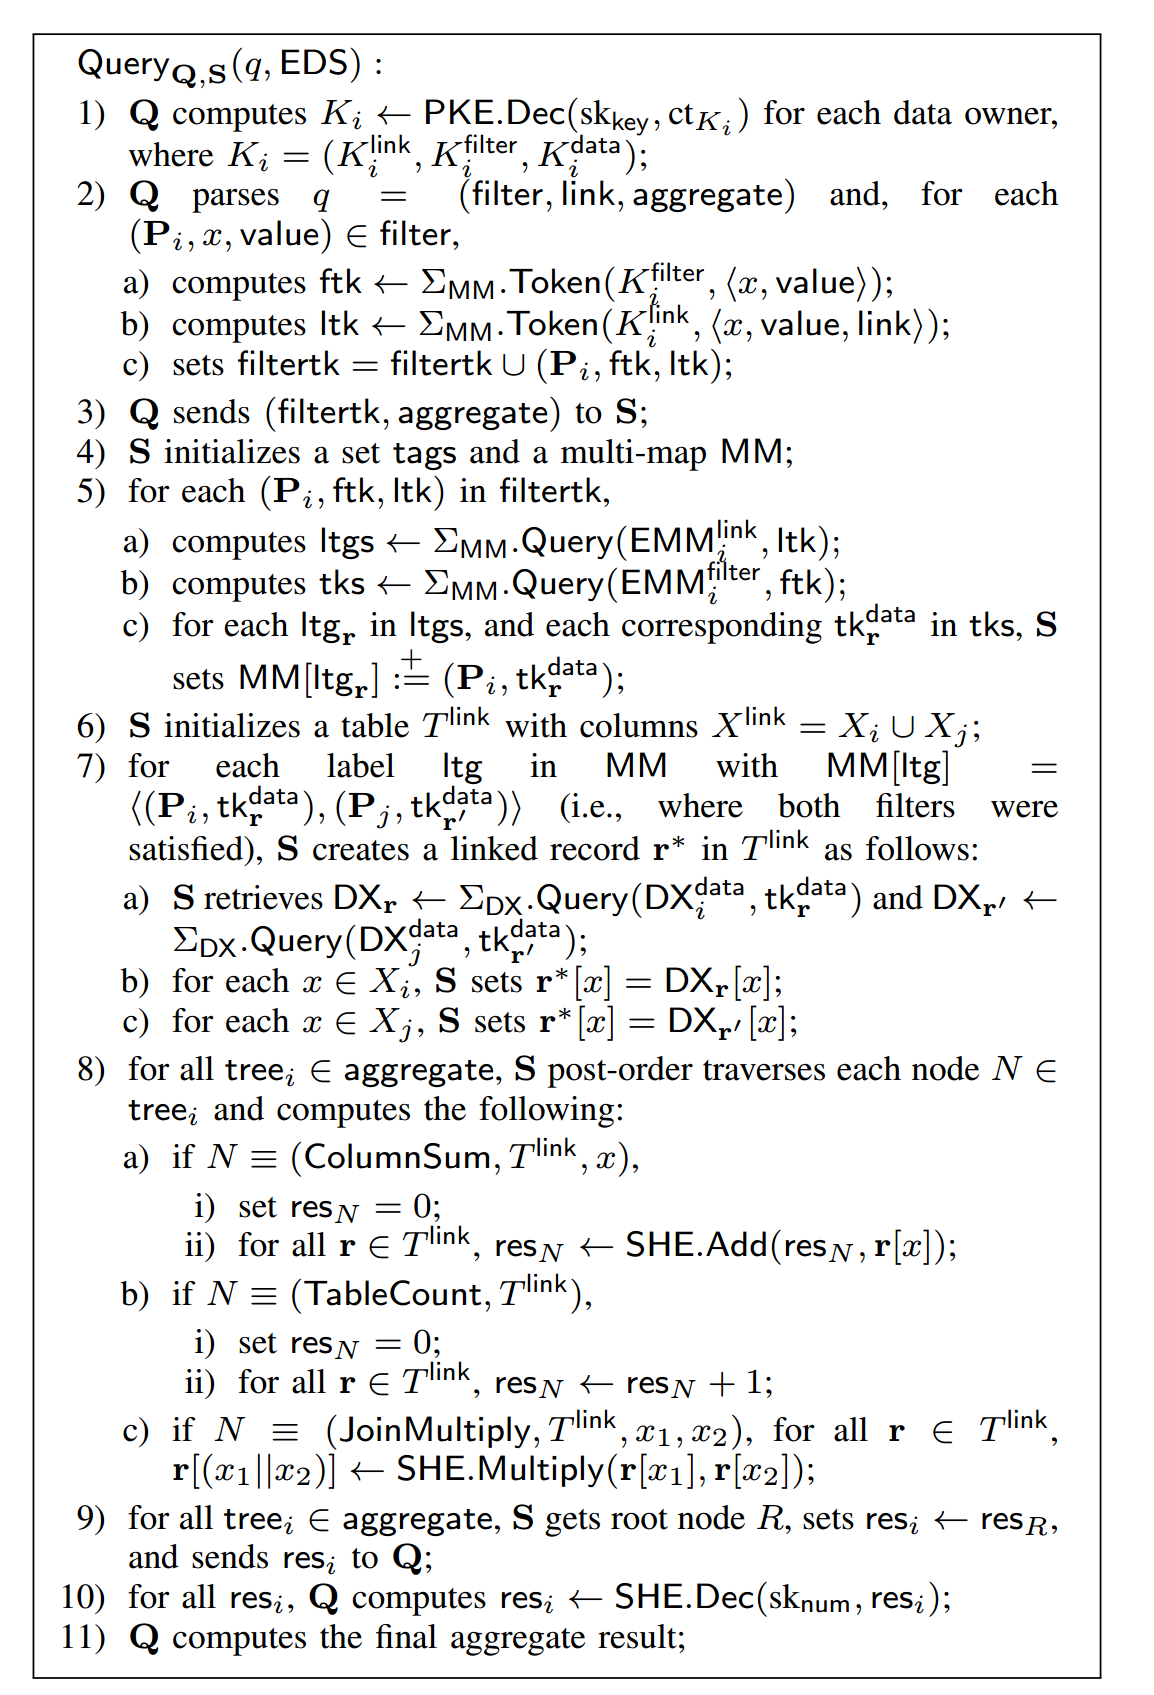 Query_{Q,S}(q, EDS) :
1) Q computes K_i ← PKE.Dec(sk_key, ct_{K_i}) for each data owner,
where K_i = (K_i^link, K_i^filter, K_i^data);
2) Q parses q = (filter, link, aggregate) and, for each
(P_i, x, value) ∈ filter,
a) computes ftk ← Σ_MM.Token(K_i^filter, ⟨x, value⟩);
b) computes ltk ← Σ_MM.Token(K_i^link, ⟨x, value, link⟩);
c) sets filtertk = filtertk ∪ (P_i, ftk, ltk);
3) Q sends (filtertk, aggregate) to S;
4) S initializes a set tags and a multi-map MM;
5) for each (P_i, ftk, ltk) in filtertk,
a) computes ltgs ← Σ_MM.Query(EMM_i^link, ltk);
b) computes tks ← Σ_MM.Query(EMM_i^filter, ftk);
c) for each ltg_r in ltgs, and each corresponding tk_r^data in tks, S
sets MM[ltg_r] :=^+ (P_i, tk_r^data);
6) S initializes a table T^link with columns X^link = X_i ∪ X_j;
7) for each label ltg in MM with MM[ltg] =
⟨(P_i, tk_r^data), (P_j, tk_{r′}^data)⟩ (i.e., where both filters were
satisfied), S creates a linked record r* in T^link as follows:
a) S retrieves DX_r ← Σ_DX.Query(DX_i^data, tk_r^data) and DX_{r′} ←
Σ_DX.Query(DX_j^data, tk_{r′}^data);
b) for each x ∈ X_i, S sets r*[x] = DX_r[x];
c) for each x ∈ X_j, S sets r*[x] = DX_{r′}[x];
8) for all tree_i ∈ aggregate, S post-order traverses each node N ∈
tree_i and computes the following:
a) if N ≡ (ColumnSum, T^link, x),
i) set res_N = 0;
ii) for all r ∈ T^link, res_N ← SHE.Add(res_N, r[x]);
b) if N ≡ (TableCount, T^link),
i) set res_N = 0;
ii) for all r ∈ T^link, res_N ← res_N + 1;
c) if N ≡ (JoinMultiply, T^link, x_1, x_2), for all r ∈ T^link,
r[(x_1||x_2)] ← SHE.Multiply(r[x_1], r[x_2]);
9) for all tree_i ∈ aggregate, S gets root node R, sets res_i ← res_R,
and sends res_i to Q;
10) for all res_i, Q computes res_i ← SHE.Dec(sk_num, res_i);
11) Q computes the final aggregate result;